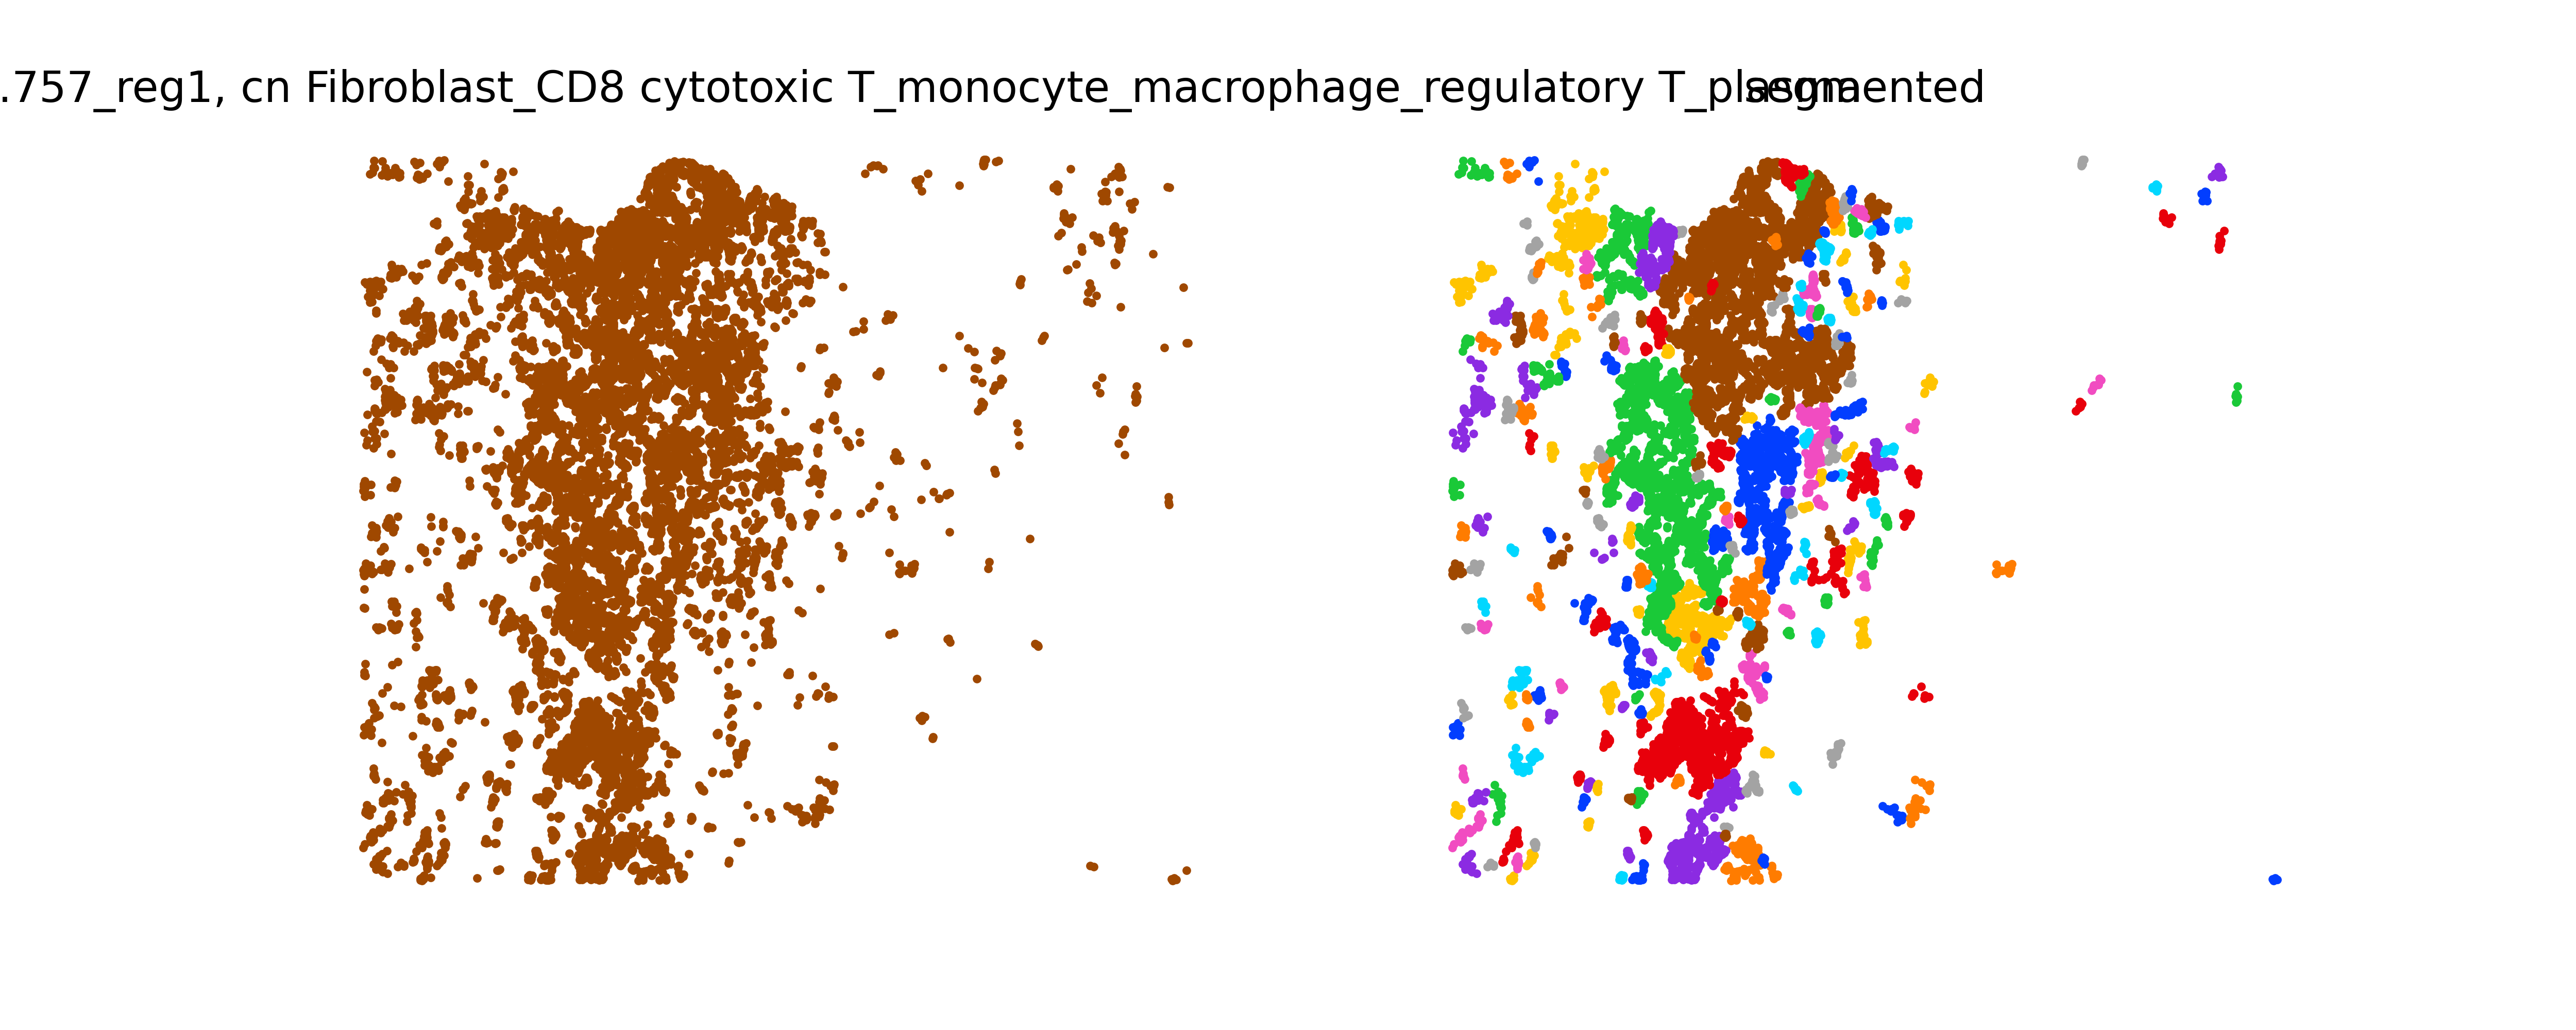 .757_reg1, cn Fibroblast_CD8 cytotoxic T_monocyte_macrophage_regulatory T_plasma
segmented